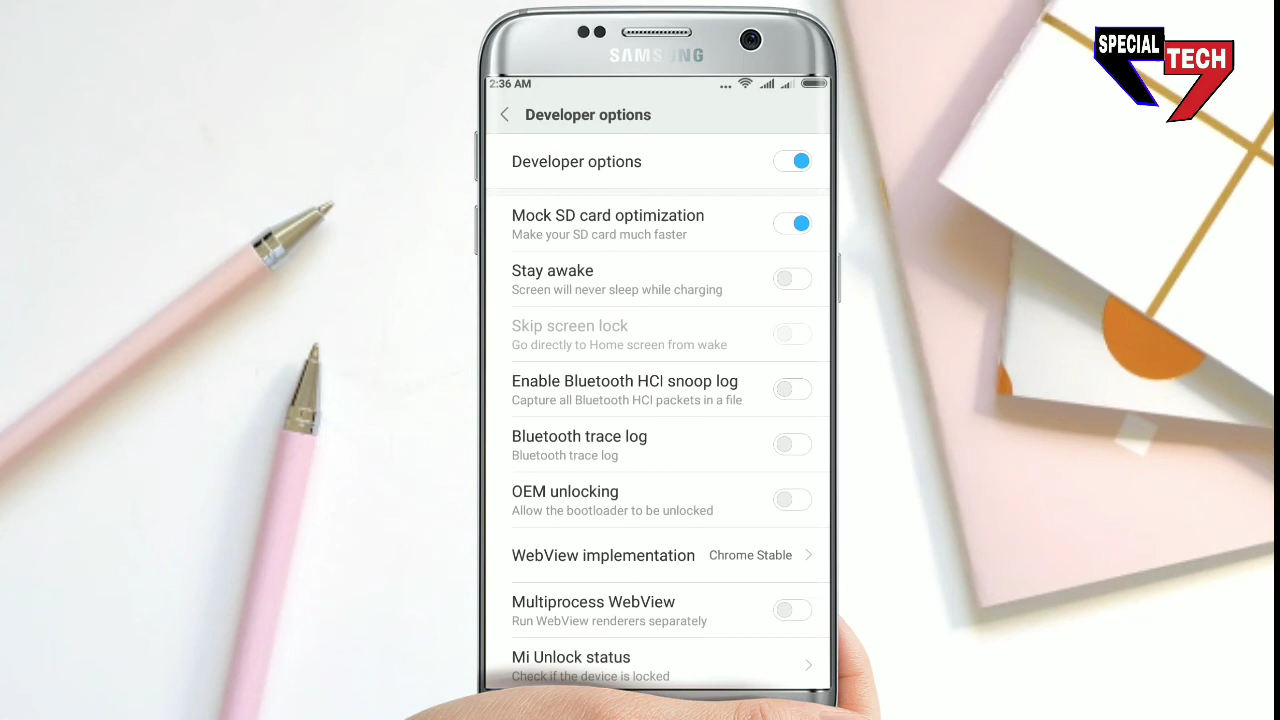 SPECIAL
TECH
SAMSUNG
2:36 AM
Developer options
Developer options
Mock SD card optimization
Make your SD card much faster
Stay awake
Screen will never sleep while charging
Skip screen lock
Go directly to Home screen from wake
Enable Bluetooth HCI snoop log
Capture all Bluetooth HCI packets in a file
Bluetooth trace log
Bluetooth trace log
OEM unlocking
Allow the bootloader to be unlocked
WebView implementation Chrome Stable
Multiprocess WebView
Run WebView renderers separately
Mi Unlock status
Check if the device is locked